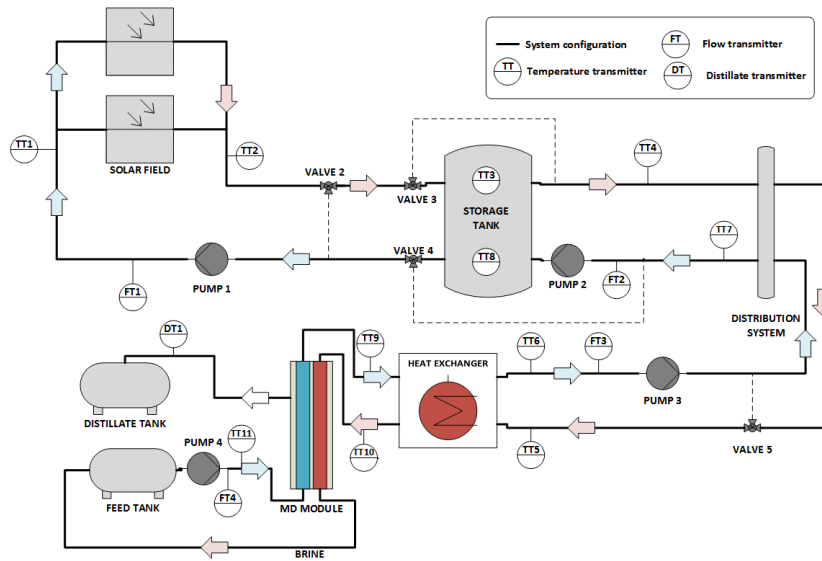 FT
System configuration
Flow transmitter
TT
Temperature transmitter
DT
Distillate transmitter
TT1
SOLAR FIELD
TT2
VALVE 2
VALVE 3
TT3
TT4
STORAGE
TANK
TT8
VALVE 4
PUMP 1
FT1
PUMP 2
FT2
TT7
DISTRIBUTION
SYSTEM
DT1
TT9
HEAT EXCHANGER
TT6
FT3
PUMP 3
DISTILLATE TANK
TT10
TT5
VALVE 5
PUMP 4
TT11
FT4
FEED TANK
MD MODULE
BRINE